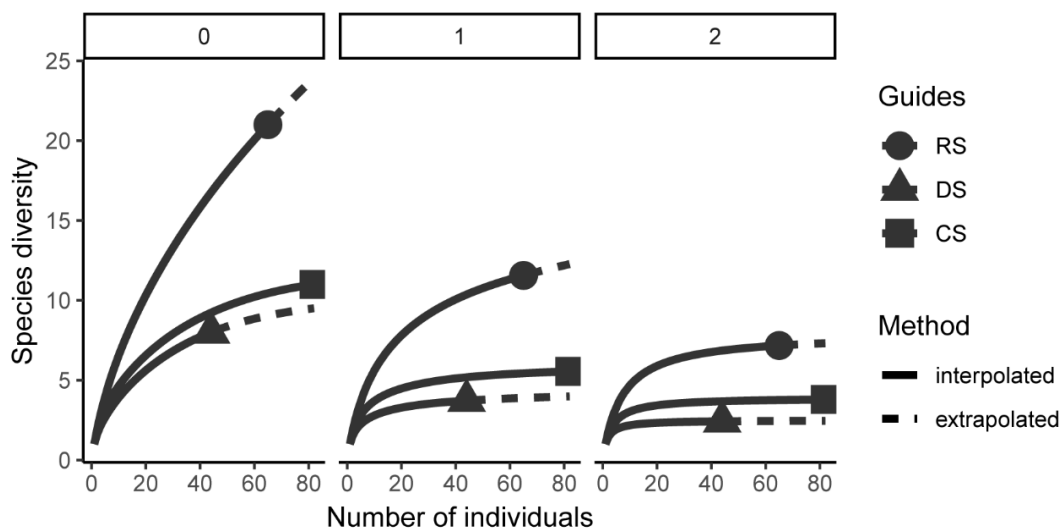 0
1
2
Species diversity
25
20
15
10
5
0
0 20 40 60 80
0 20 40 60 80
0 20 40 60 80
Number of individuals
Guides
RS
DS
CS
Method
interpolated
extrapolated